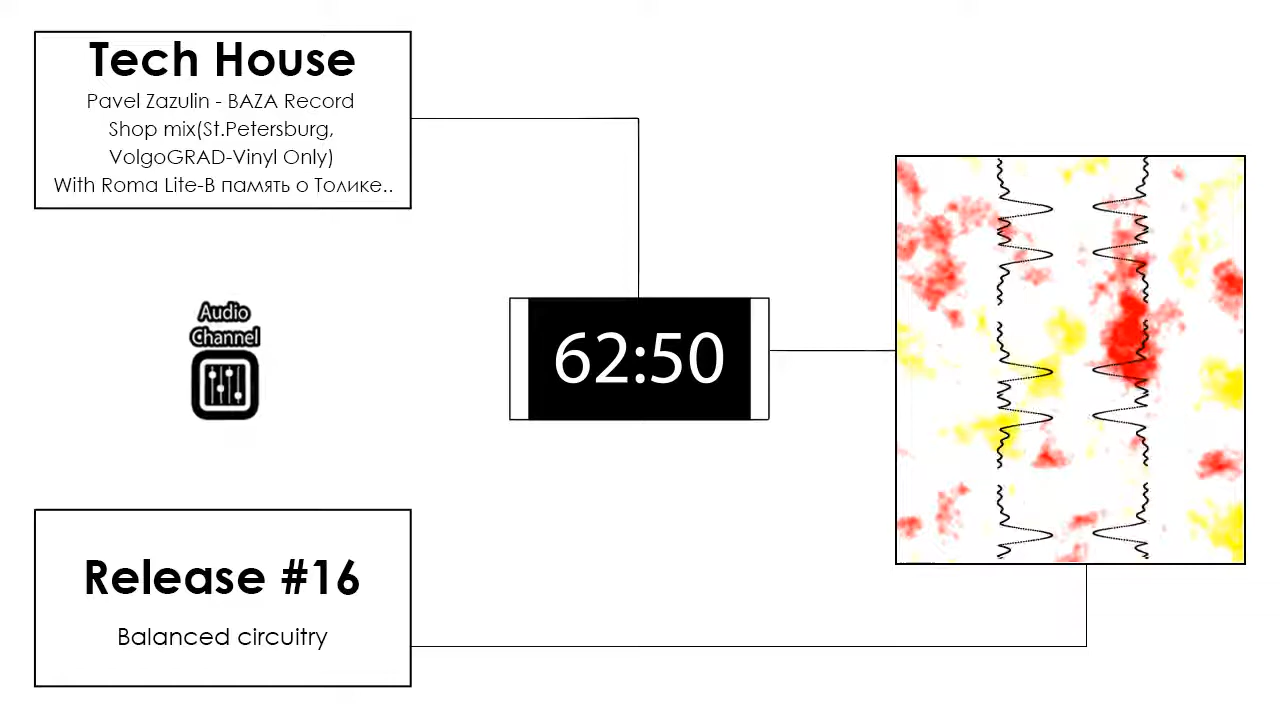 Tech House
Pavel Zazulin - BAZA Record
Shop mix(St.Petersburg,
VolgoGRAD-Vinyl Only)
With Roma Lite-В память о Толике..
Audio
Channel
62:50
Release #16
Balanced circuitry